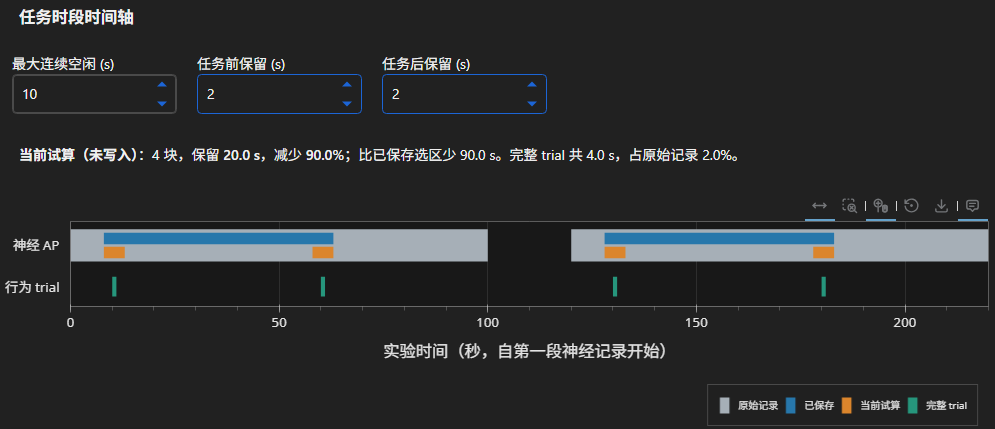 任务时段时间轴
最大连续空闲 (s) 任务前保留 (s) 任务后保留 (s)
10 2 2
当前试算（未写入）：4 块，保留 20.0 s，减少 90.0%；比已保存选区少 90.0 s。完整 trial 共 4.0 s，占原始记录 2.0%。
神经 AP
行为 trial
0 50 100 150 200
实验时间（秒，自第一段神经记录开始）
原始记录 已保存 当前试算 完整 trial